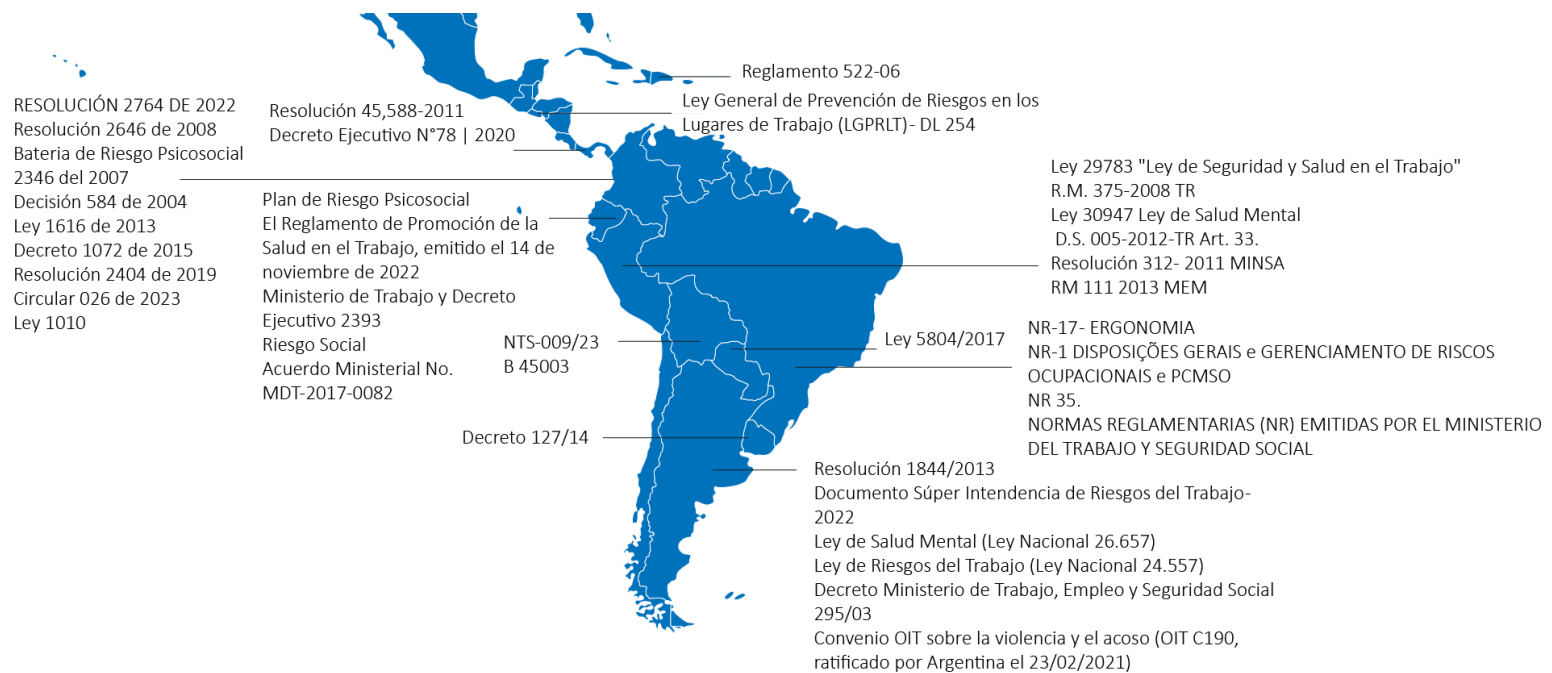 Reglamento 522-06
Ley General de Prevención de Riesgos en los
Lugares de Trabajo (LGPRLT)- DL 254
RESOLUCIÓN 2764 DE 2022
Resolución 2646 de 2008
Bateria de Riesgo Psicosocial
2346 del 2007
Decisión 584 de 2004
Ley 1616 de 2013
Decreto 1072 de 2015
Resolución 2404 de 2019
Circular 026 de 2023
Ley 1010
Resolución 45,588-2011
Decreto Ejecutivo N°78 | 2020
Plan de Riesgo Psicosocial
El Reglamento de Promoción de la
Salud en el Trabajo, emitido el 14 de
noviembre de 2022
Ministerio de Trabajo y Decreto
Ejecutivo 2393
Riesgo Social
Acuerdo Ministerial No.
MDT-2017-0082
Ley 29783 "Ley de Seguridad y Salud en el Trabajo"
R.M. 375-2008 TR
Ley 30947 Ley de Salud Mental
D.S. 005-2012-TR Art. 33.
Resolución 312- 2011 MINSA
RM 111 2013 MEM
NTS-009/23
B 45003
Ley 5804/2017
NR-17- ERGONOMIA
NR-1 DISPOSIÇÕES GERAIS e GERENCIAMENTO DE RISCOS
OCUPACIONAIS e PCMSO
NR 35.
NORMAS REGLAMENTARIAS (NR) EMITIDAS POR EL MINISTERIO
DEL TRABAJO Y SEGURIDAD SOCIAL
Decreto 127/14
Resolución 1844/2013
Documento Súper Intendencia de Riesgos del Trabajo-
2022
Ley de Salud Mental (Ley Nacional 26.657)
Ley de Riesgos del Trabajo (Ley Nacional 24.557)
Decreto Ministerio de Trabajo, Empleo y Seguridad Social
295/03
Convenio OIT sobre la violencia y el acoso (OIT C190,
ratificado por Argentina el 23/02/2021)